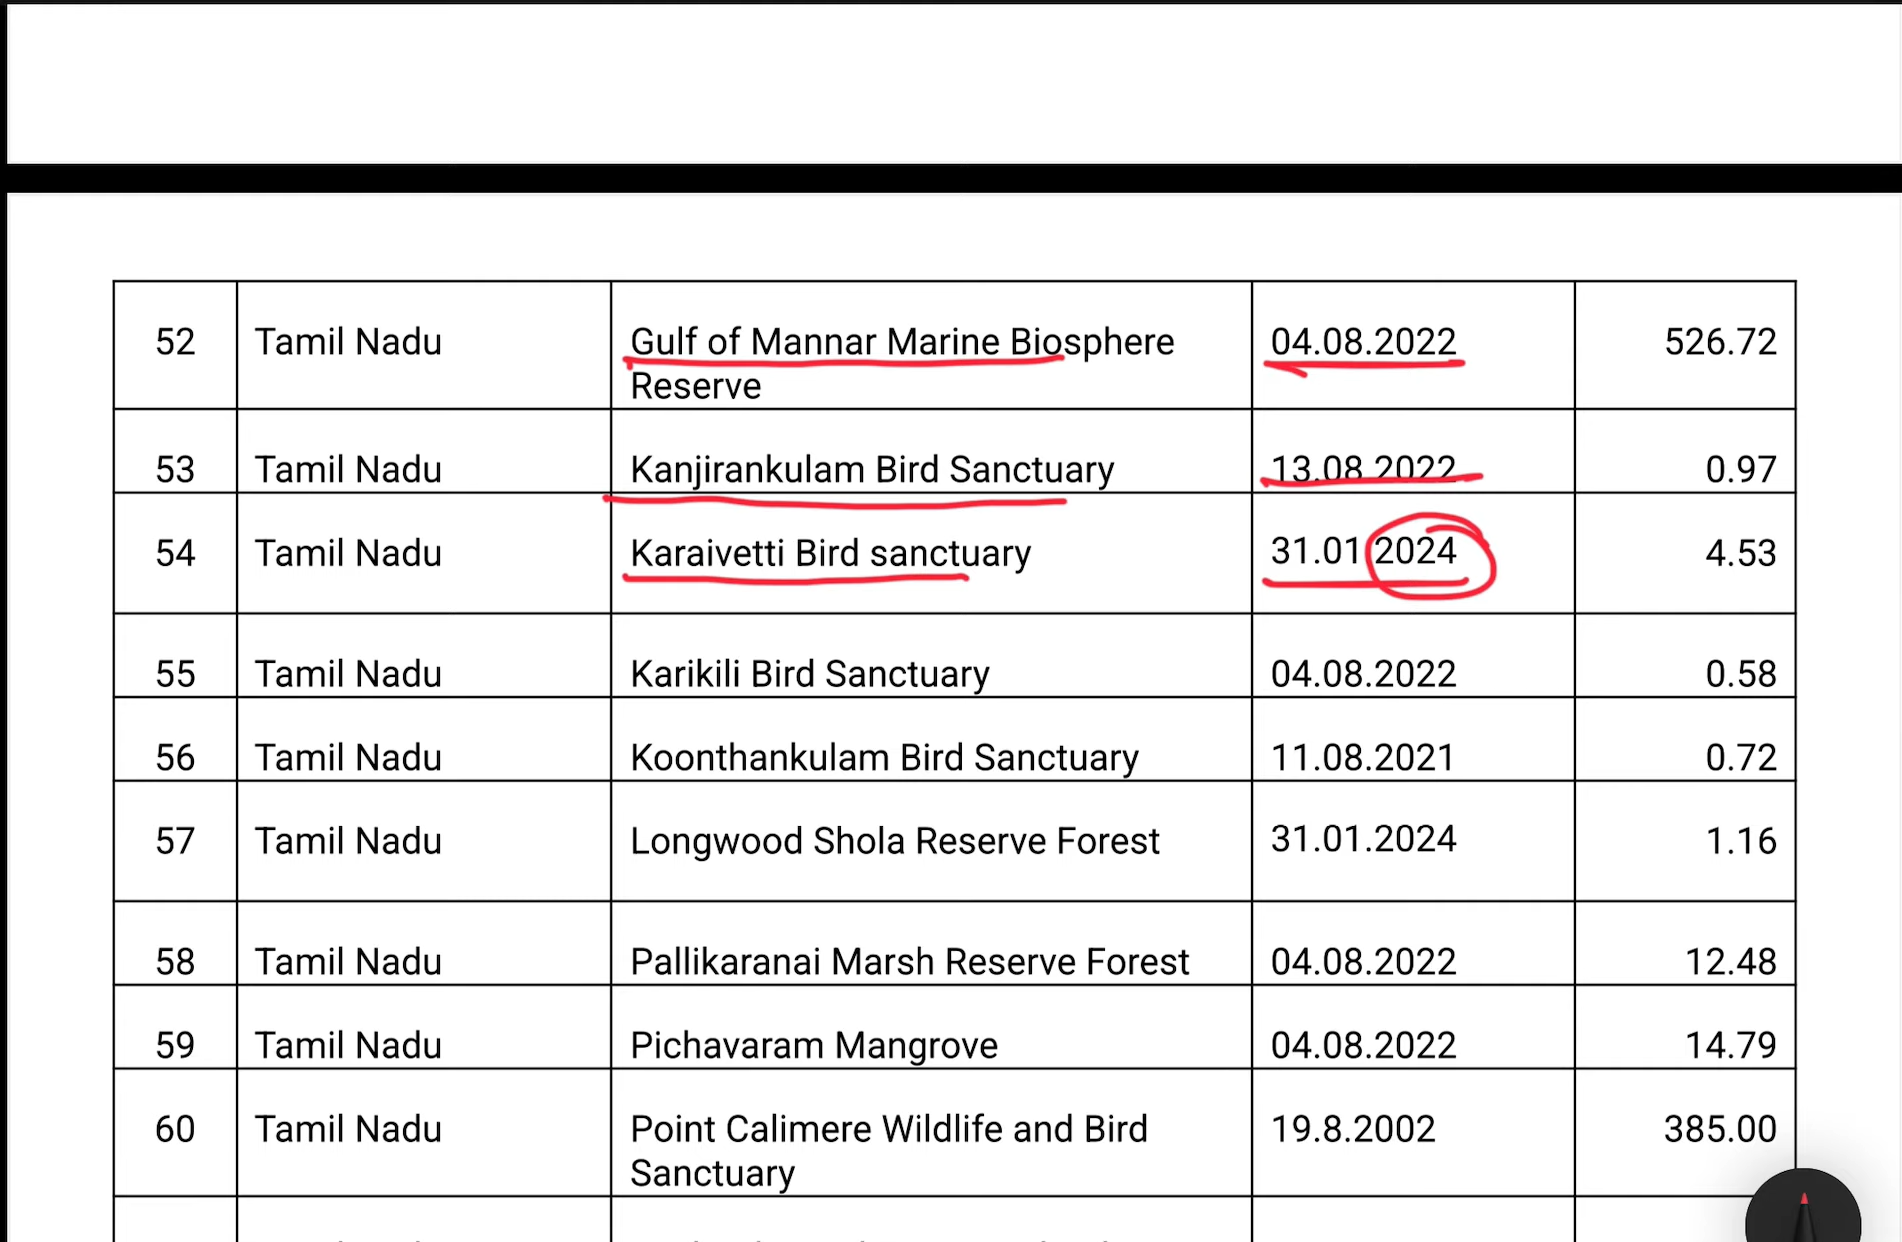 52 Tamil Nadu Gulf of Mannar Marine Biosphere 04.08.2022 526.72
Reserve
53 Tamil Nadu Kanjirankulam Bird Sanctuary 13.08.2022 0.97
54 Tamil Nadu Karaivetti Bird sanctuary 31.01.2024 4.53
55 Tamil Nadu Karikili Bird Sanctuary 04.08.2022 0.58
56 Tamil Nadu Koonthankulam Bird Sanctuary 11.08.2021 0.72
57 Tamil Nadu Longwood Shola Reserve Forest 31.01.2024 1.16
58 Tamil Nadu Pallikaranai Marsh Reserve Forest 04.08.2022 12.48
59 Tamil Nadu Pichavaram Mangrove 04.08.2022 14.79
60 Tamil Nadu Point Calimere Wildlife and Bird 19.8.2002 385.00
Sanctuary